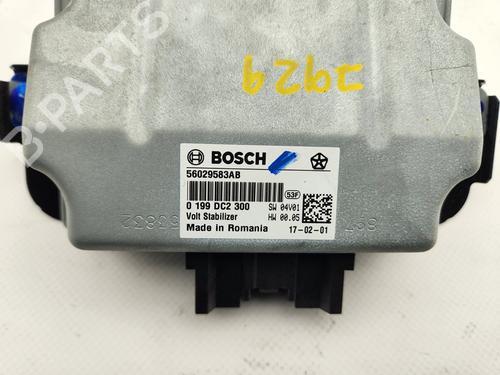 B-PARTS
2929
BOSCH
56029583AB
53F
0 199 DC2 300
SW 04V01
Volt Stabilizer
HW 00.05
Made in Romania
17-02-01